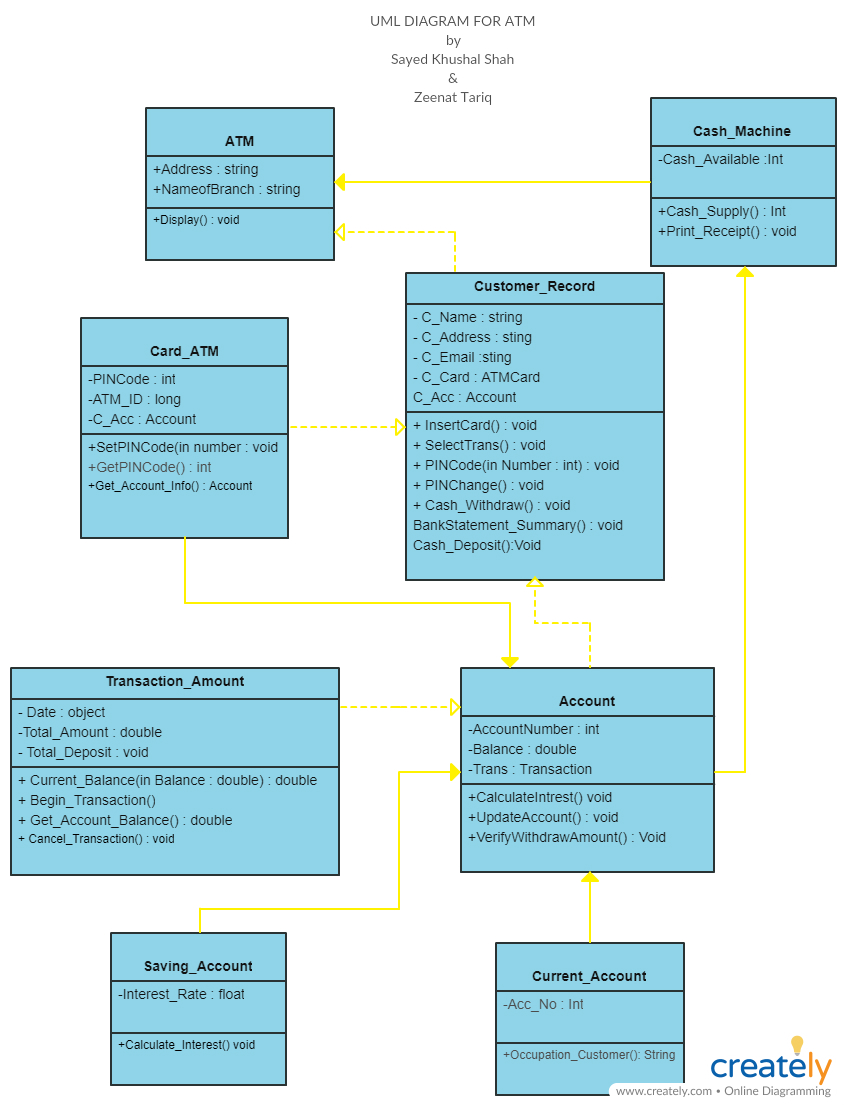 UML DIAGRAM FOR ATM
by
Sayed Khushal Shah
&
Zeenat Tariq
ATM
+Address : string
+NameofBranch : string
+Display() : void
Cash_Machine
-Cash_Available :Int
+Cash_Supply() : Int
+Print_Receipt() : void
Customer_Record
- C_Name : string
- C_Address : sting
- C_Email :sting
- C_Card : ATMCard
C_Acc : Account
+ InsertCard() : void
+ SelectTrans() : void
+ PINCode(in Number : int) : void
+ PINChange() : void
+ Cash_Withdraw() : void
BankStatement_Summary() : void
Cash_Deposit():Void
Card_ATM
-PINCode : int
-ATM_ID : long
-C_Acc : Account
+SetPINCode(in number : void
+GetPINCode() : int
+Get_Account_Info() : Account
Transaction_Amount
- Date : object
-Total_Amount : double
- Total_Deposit : void
+ Current_Balance(in Balance : double) : double
+ Begin_Transaction()
+ Get_Account_Balance() : double
+ Cancel_Transaction() : void
Account
-AccountNumber : int
-Balance : double
-Trans : Transaction
+CalculateIntrest() void
+UpdateAccount() : void
+VerifyWithdrawAmount() : Void
Saving_Account
-Interest_Rate : float
+Calculate_Interest() void
Current_Account
-Acc_No : Int
+Occupation_Customer(): String
creately
www.creately.com • Online Diagramming